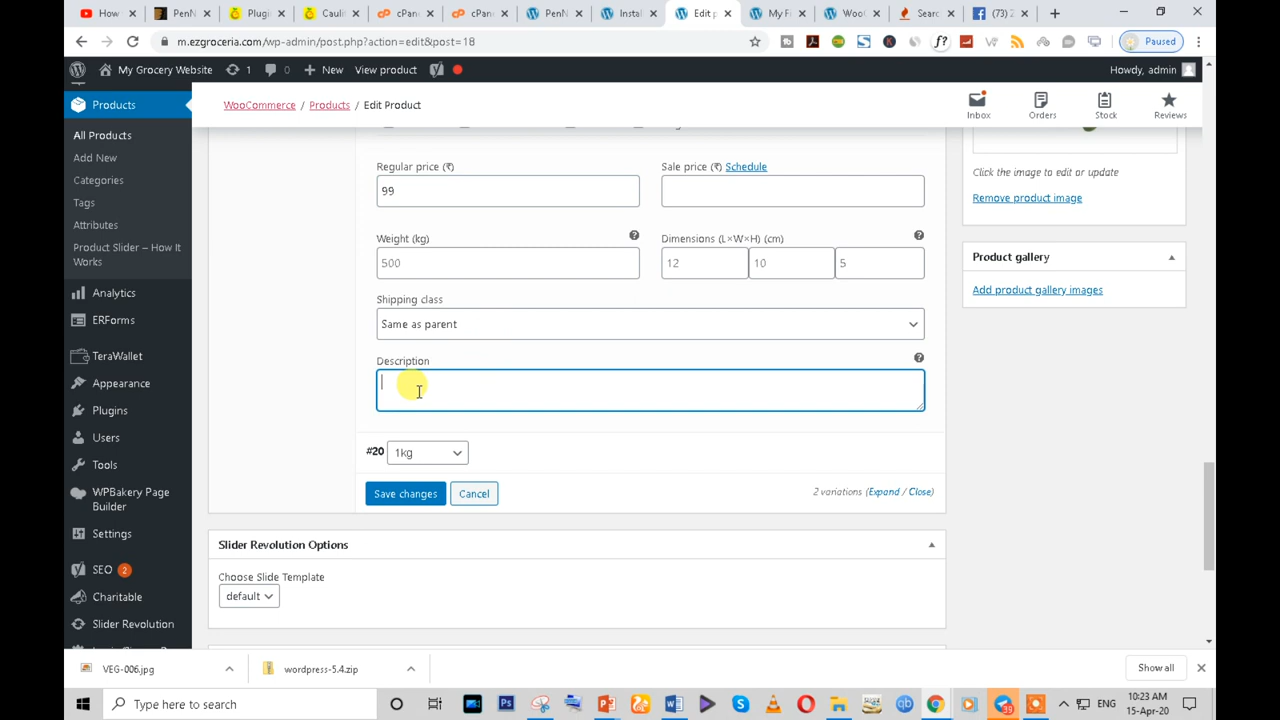 How
PenN
Plugi
Cauli
cPan
cPan
PenN
Instal
Edit p
My
Woo
Searc
(73) 2
m.ezgroceria.com/wp-admin/post.php?action=edit&post=18
Paused
My Grocery Website
1
0
New
View product
Howdy, admin
Products
WooCommerce / Products / Edit Product
Inbox
Orders
Stock
Reviews
All Products
Add New
Categories
Tags
Attributes
Product Slider – How It
Works
Analytics
ERForms
TeraWallet
Appearance
Plugins
Users
Tools
WPBakery Page
Builder
Settings
SEO 2
Charitable
Slider Revolution
Regular price (₹)
99
Sale price (₹) Schedule
Weight (kg)
500
Dimensions (L×W×H) (cm)
12
10
5
Shipping class
Same as parent
Description
#20 1kg
Save changes
Cancel
2 variations (Expand / Close)
Slider Revolution Options
Choose Slide Template
default
Click the image to edit or update
Remove product image
Product gallery
Add product gallery images
VEG-006.jpg
wordpress-5.4.zip
Show all
Type here to search
39
ENG
10:23 AM
15-Apr-20